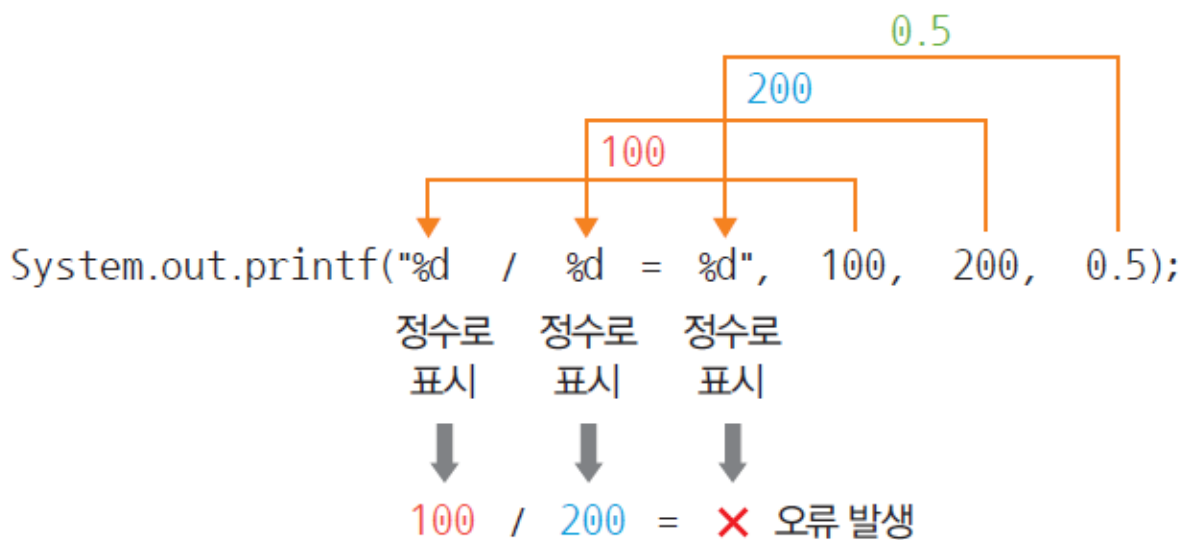 0.5
200
100
System.out.printf("%d / %d = %d", 100, 200, 0.5);
정수로 정수로 정수로
표시 표시 표시
100 / 200 = ✕ 오류 발생